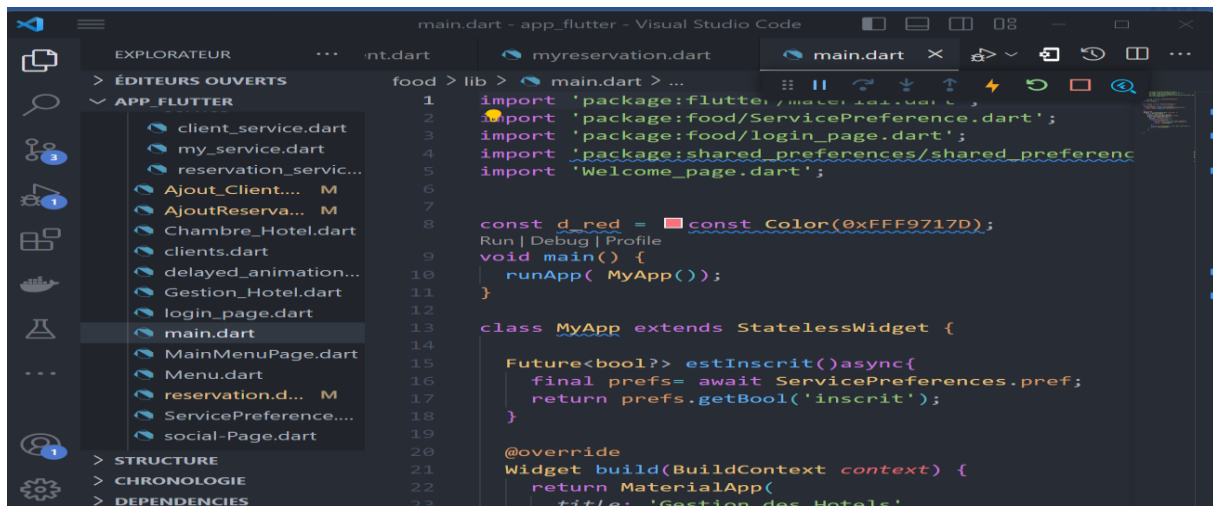 main.dart - app_flutter - Visual Studio Code
EXPLORATEUR
ÉDITEURS OUVERTS
APP_FLUTTER
client_service.dart
my_service.dart
reservation_servic...
Ajout_Client.... M
AjoutReserva... M
Chambre_Hotel.dart
clients.dart
delayed_animation...
Gestion_Hotel.dart
login_page.dart
main.dart
MainMenuPage.dart
Menu.dart
reservation.d... M
ServicePreference....
social-Page.dart
STRUCTURE
CHRONOLOGIE
DEPENDENCIES
3
1
1
nt.dart myreservation.dart main.dart
food > lib > main.dart > ...
1 import 'package:flutter/material.dart';
2 import 'package:food/ServicePreference.dart';
3 import 'package:food/login_page.dart';
4 import 'package:shared_preferences/shared_preferenc
5 import 'Welcome_page.dart';
6
7
8 const d_red = const Color(0xFFF9717D);
Run | Debug | Profile
9 void main() {
10 runApp( MyApp());
11 }
12
13 class MyApp extends StatelessWidget {
14
15 Future<bool?> estInscrit()async{
16 final prefs= await ServicePreferences.pref;
17 return prefs.getBool('inscrit');
18 }
19
20 @override
21 Widget build(BuildContext context) {
22 return MaterialApp(
23 title: 'Gestion des Hotels'